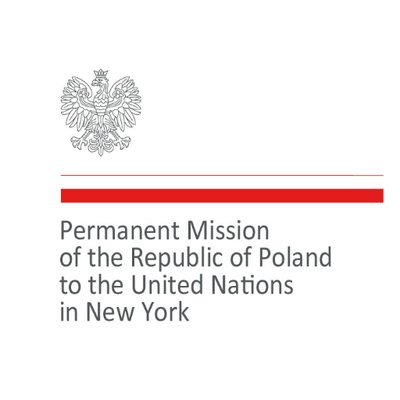 Permanent Mission
of the Republic of Poland
to the United Nations
in New York